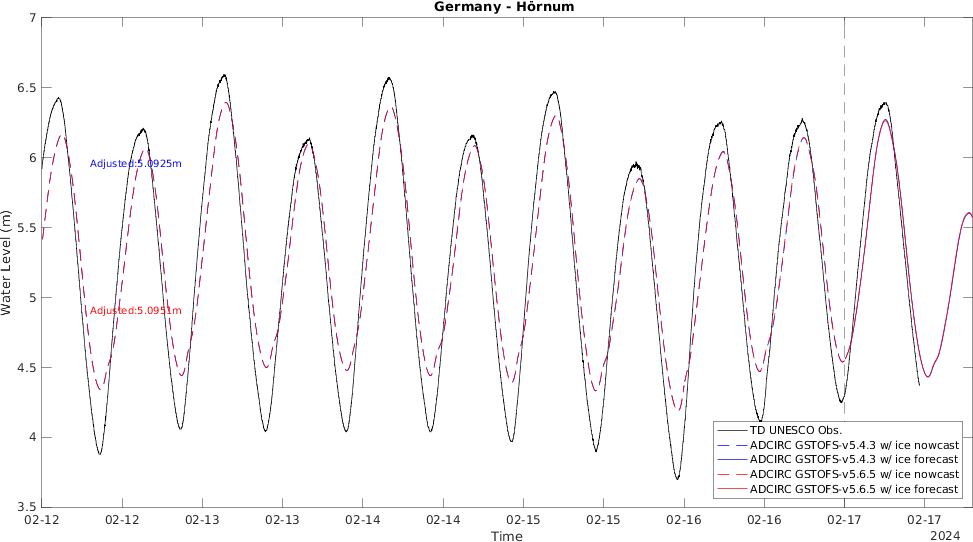 Germany - Hörnum
7
6.5
6
5.5
5
4.5
4
3.5
Water Level (m)
Adjusted:5.0925m
Adjusted:5.0951m
TD UNESCO Obs.
ADCIRC GSTOFS-v5.4.3 w/ ice nowcast
ADCIRC GSTOFS-v5.4.3 w/ ice forecast
ADCIRC GSTOFS-v5.6.5 w/ ice nowcast
ADCIRC GSTOFS-v5.6.5 w/ ice forecast
02-12 02-12 02-13 02-13 02-14 02-14 02-15 02-15 02-16 02-16 02-17 02-17
Time
2024